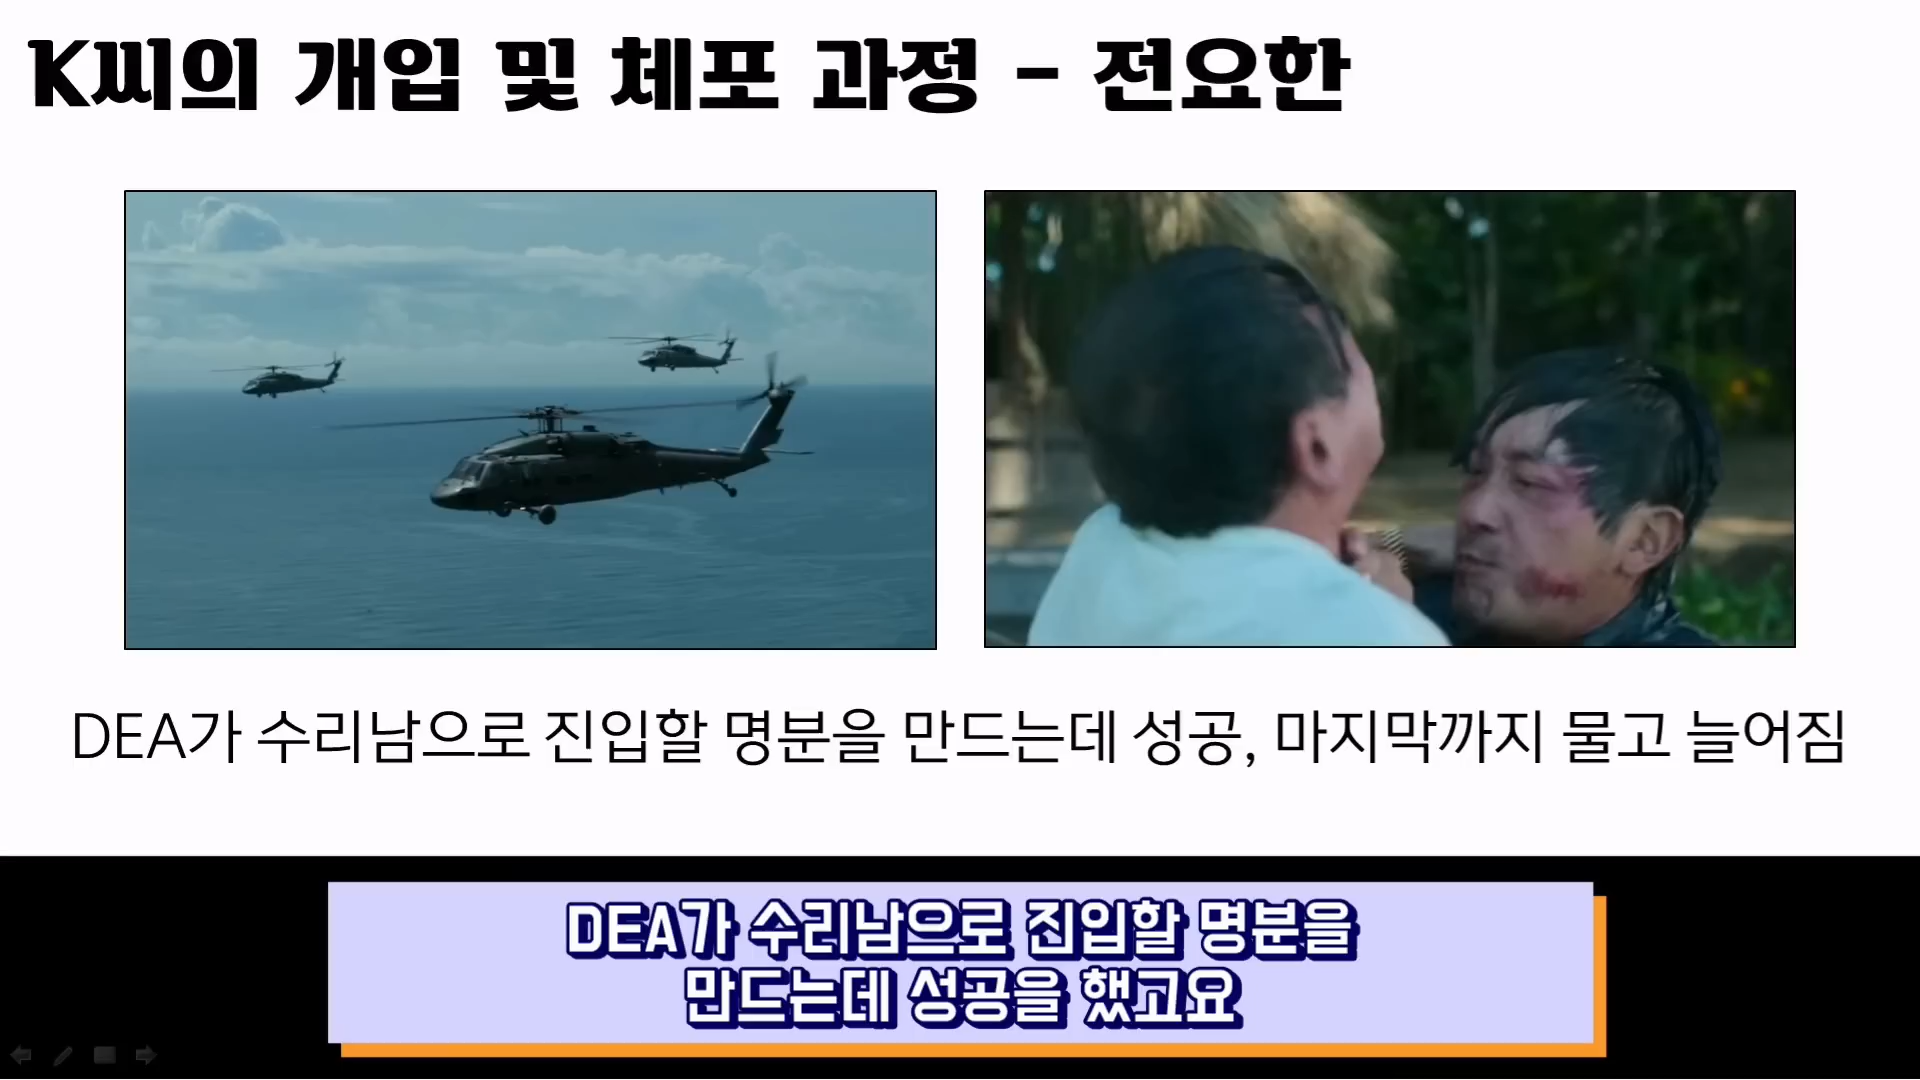 K씨의 개입 및 체포 과정 - 전요한
DEA가 수리남으로 진입할 명분을 만드는데 성공, 마지막까지 물고 늘어짐
DEA가 수리남으로 진입할 명분을
만드는데 성공을 했고요